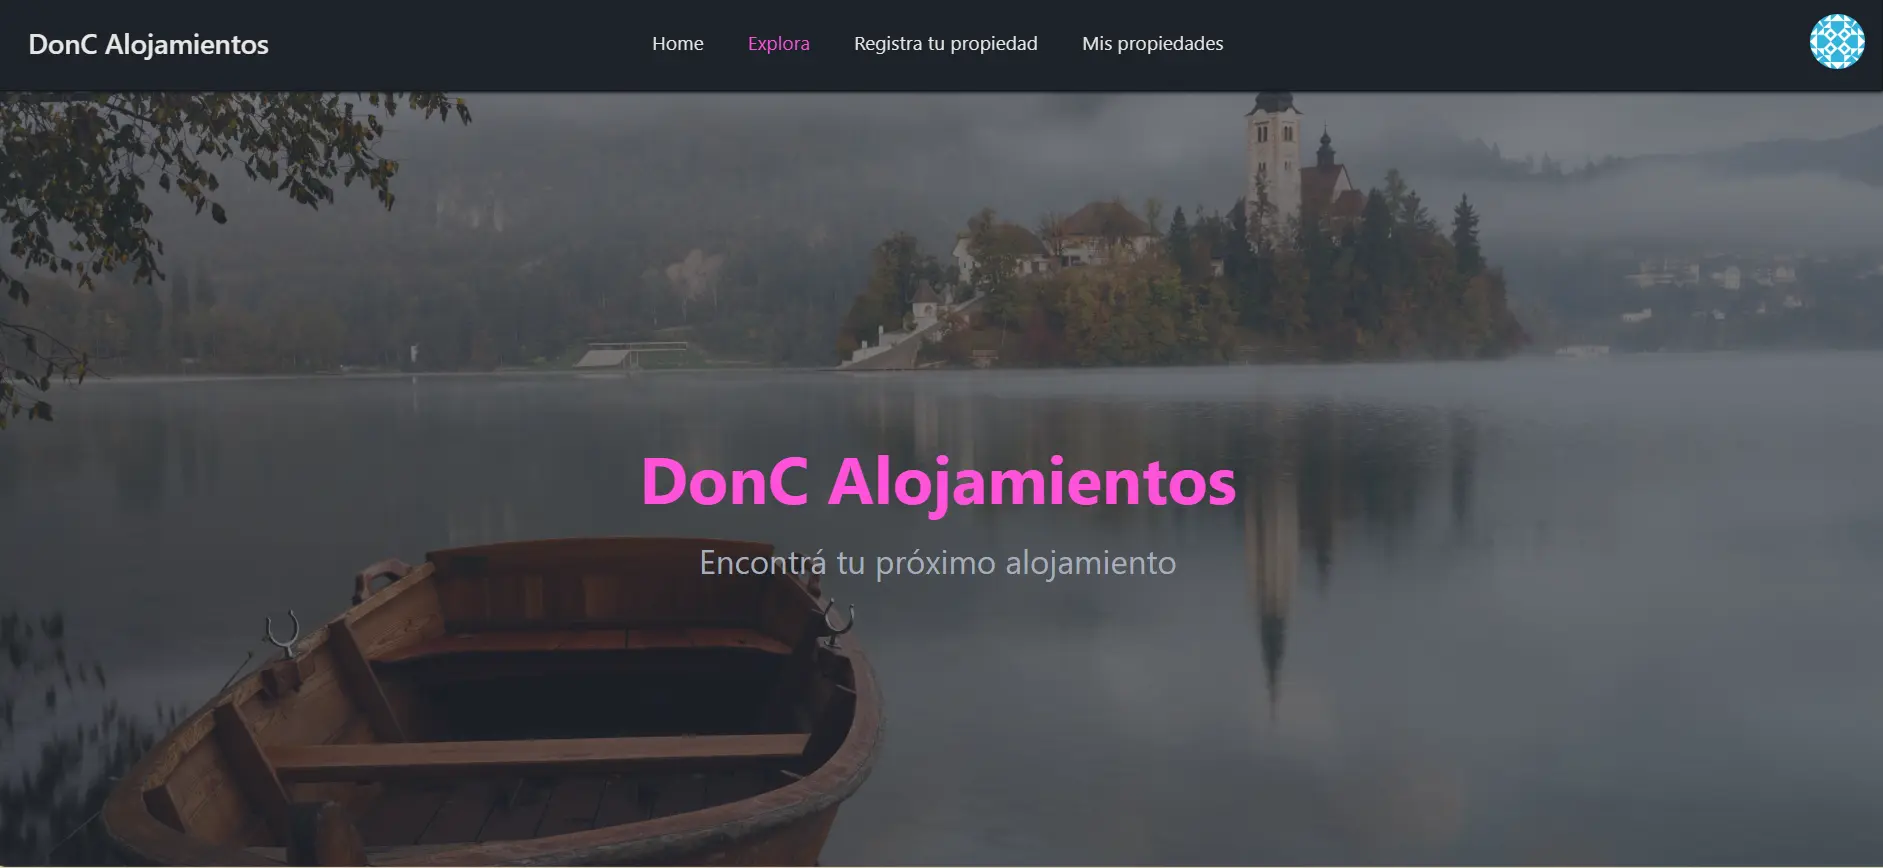 DonC Alojamientos
Home Explora Registra tu propiedad Mis propiedades
DonC Alojamientos
Encontrá tu próximo alojamiento